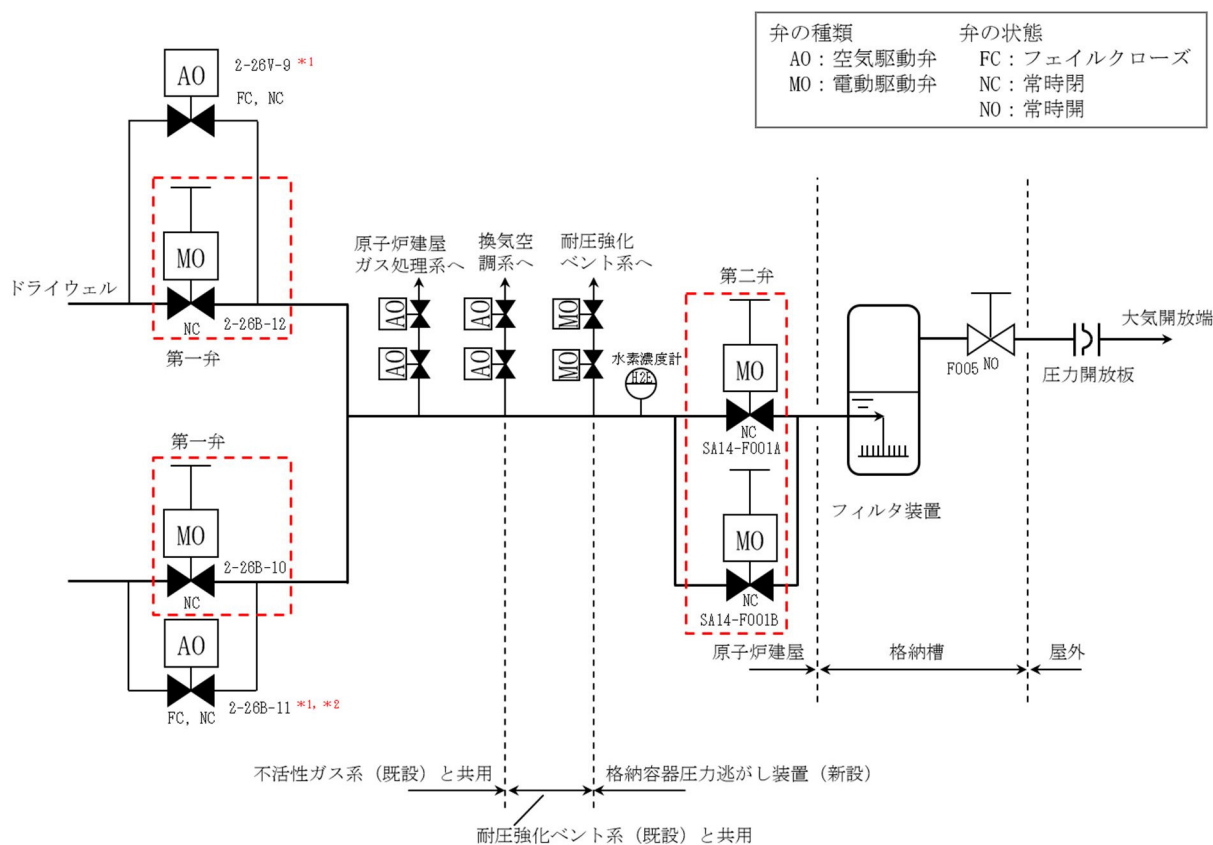 弁の種類
弁の状態
AO:空気駆動弁
FC:フェイルクローズ
MO:電動駆動弁
NC:常時閉
NO:常時開
AO
2-26V-9 *1
FC, NC
MO
ドライウェル
NC
2-26B-12
第一弁
原子炉建屋
ガス処理系へ
換気空
調系へ
耐圧強化
ベント系へ
AO
AO
MO
AO
AO
MO
水素濃度計
H2E
第二弁
MO
NC
SA14-F001A
MO
NC
SA14-F001B
フィルタ装置
F005
NO
圧力開放板
大気開放端
第一弁
MO
2-26B-10
NC
AO
2-26B-11 *1, *2
FC, NC
原子炉建屋
格納槽
屋外
不活性ガス系(既設)と共用
格納容器圧力逃がし装置(新設)
耐圧強化ベント系(既設)と共用